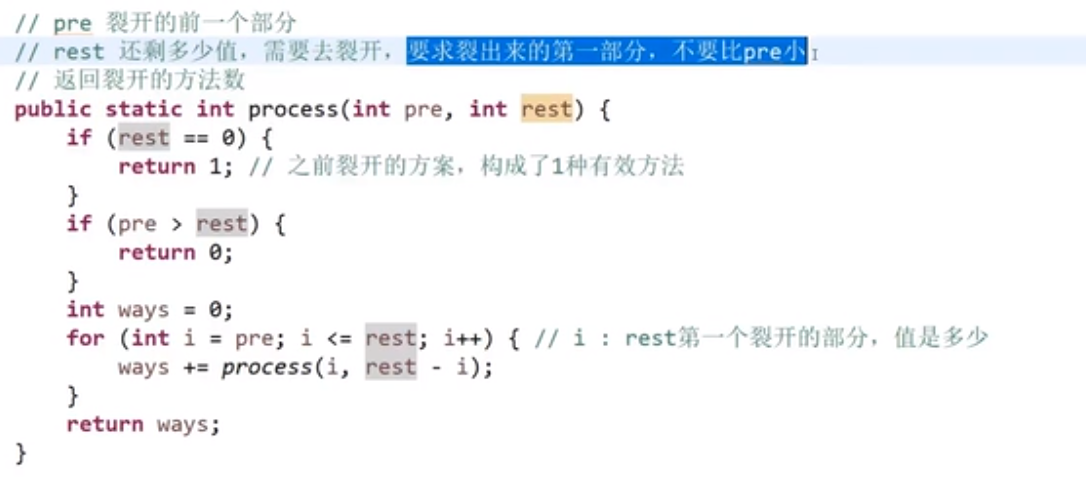 // pre 裂开的前一个部分
// rest 还剩多少值，需要去裂开，要求裂出来的第一部分，不要比pre小
// 返回裂开的方法数
public static int process(int pre, int rest) {
if (rest == 0) {
return 1; // 之前裂开的方案，构成了1种有效方法
}
if (pre > rest) {
return 0;
}
int ways = 0;
for (int i = pre; i <= rest; i++) { // i : rest第一个裂开的部分，值是多少
ways += process(i, rest - i);
}
return ways;
}